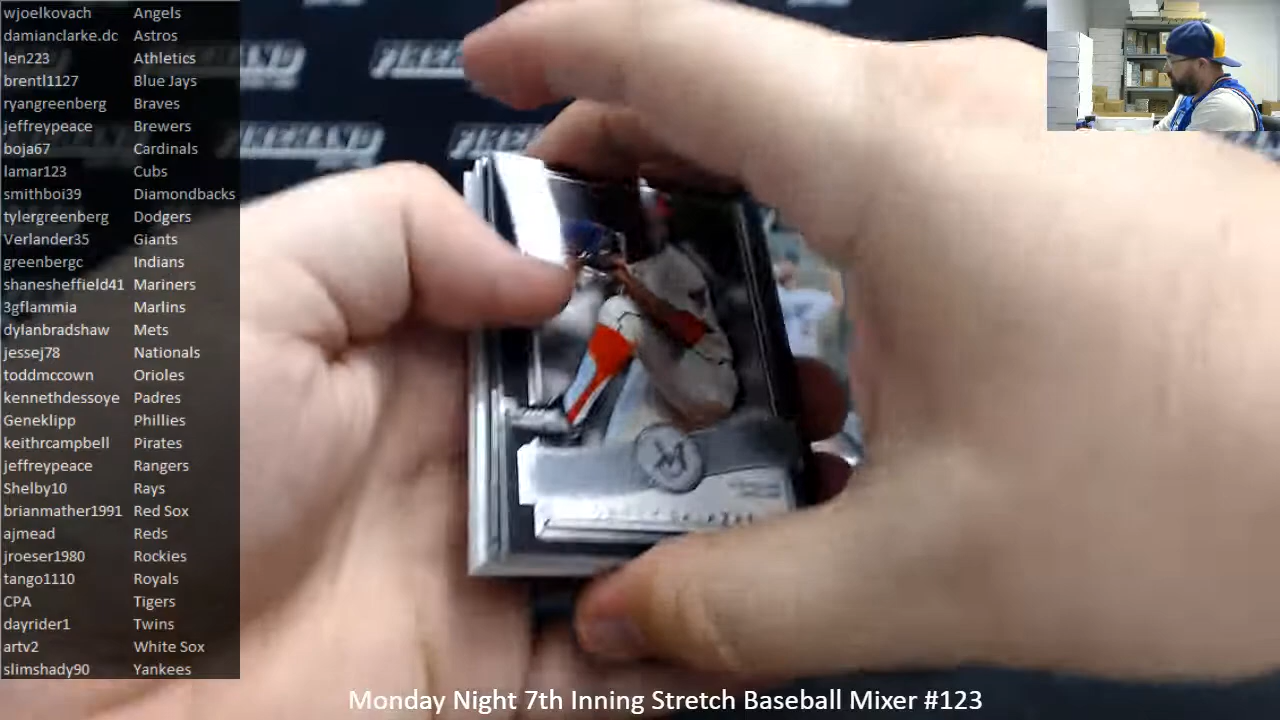 wjoelkovach Angels
damianclarke.dc Astros
len223 Athletics
brentl1127 Blue Jays
ryangreenberg Braves
jeffreypeace Brewers
boja67 Cardinals
lamar123 Cubs
smithboi39 Diamondbacks
tylergreenberg Dodgers
Verlander35 Giants
greenbergc Indians
shanesheffield41 Mariners
3gflammia Marlins
dylanbradshaw Mets
jessej78 Nationals
toddmccown Orioles
kennethdessoye Padres
Geneklipp Phillies
keithrcampbell Pirates
jeffreypeace Rangers
Shelby10 Rays
brianmather1991 Red Sox
ajmead Reds
jroeser1980 Rockies
tango1110 Royals
CPA Tigers
dayrider1 Twins
artv2 White Sox
slimshady90 Yankees
FIREHAND
Monday Night 7th Inning Stretch Baseball Mixer #123